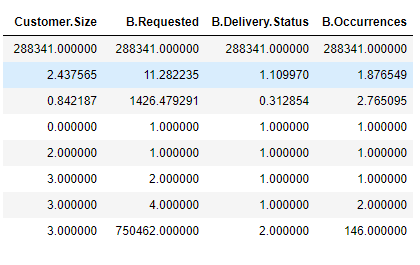 Customer.Size B.Requested B.Delivery.Status B.Occurrences
288341.000000 288341.000000 288341.000000 288341.000000
2.437565 11.282235 1.109970 1.876549
0.842187 1426.479291 0.312854 2.765095
0.000000 1.000000 1.000000 1.000000
2.000000 1.000000 1.000000 1.000000
3.000000 2.000000 1.000000 1.000000
3.000000 4.000000 1.000000 2.000000
3.000000 750462.000000 2.000000 146.000000